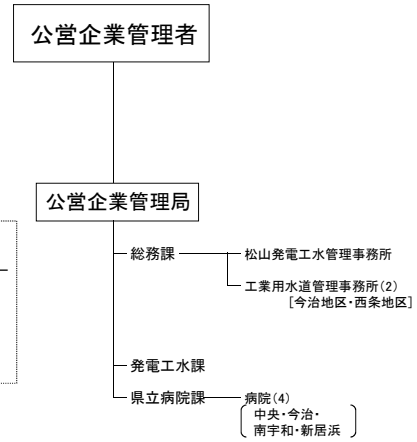 公営企業管理者
公営企業管理局
総務課
松山発電工水管理事務所
工業用水道管理事務所(2)
[今治地区・西条地区]
発電工水課
県立病院課
病院(4)
中央・今治・
南宇和・新居浜